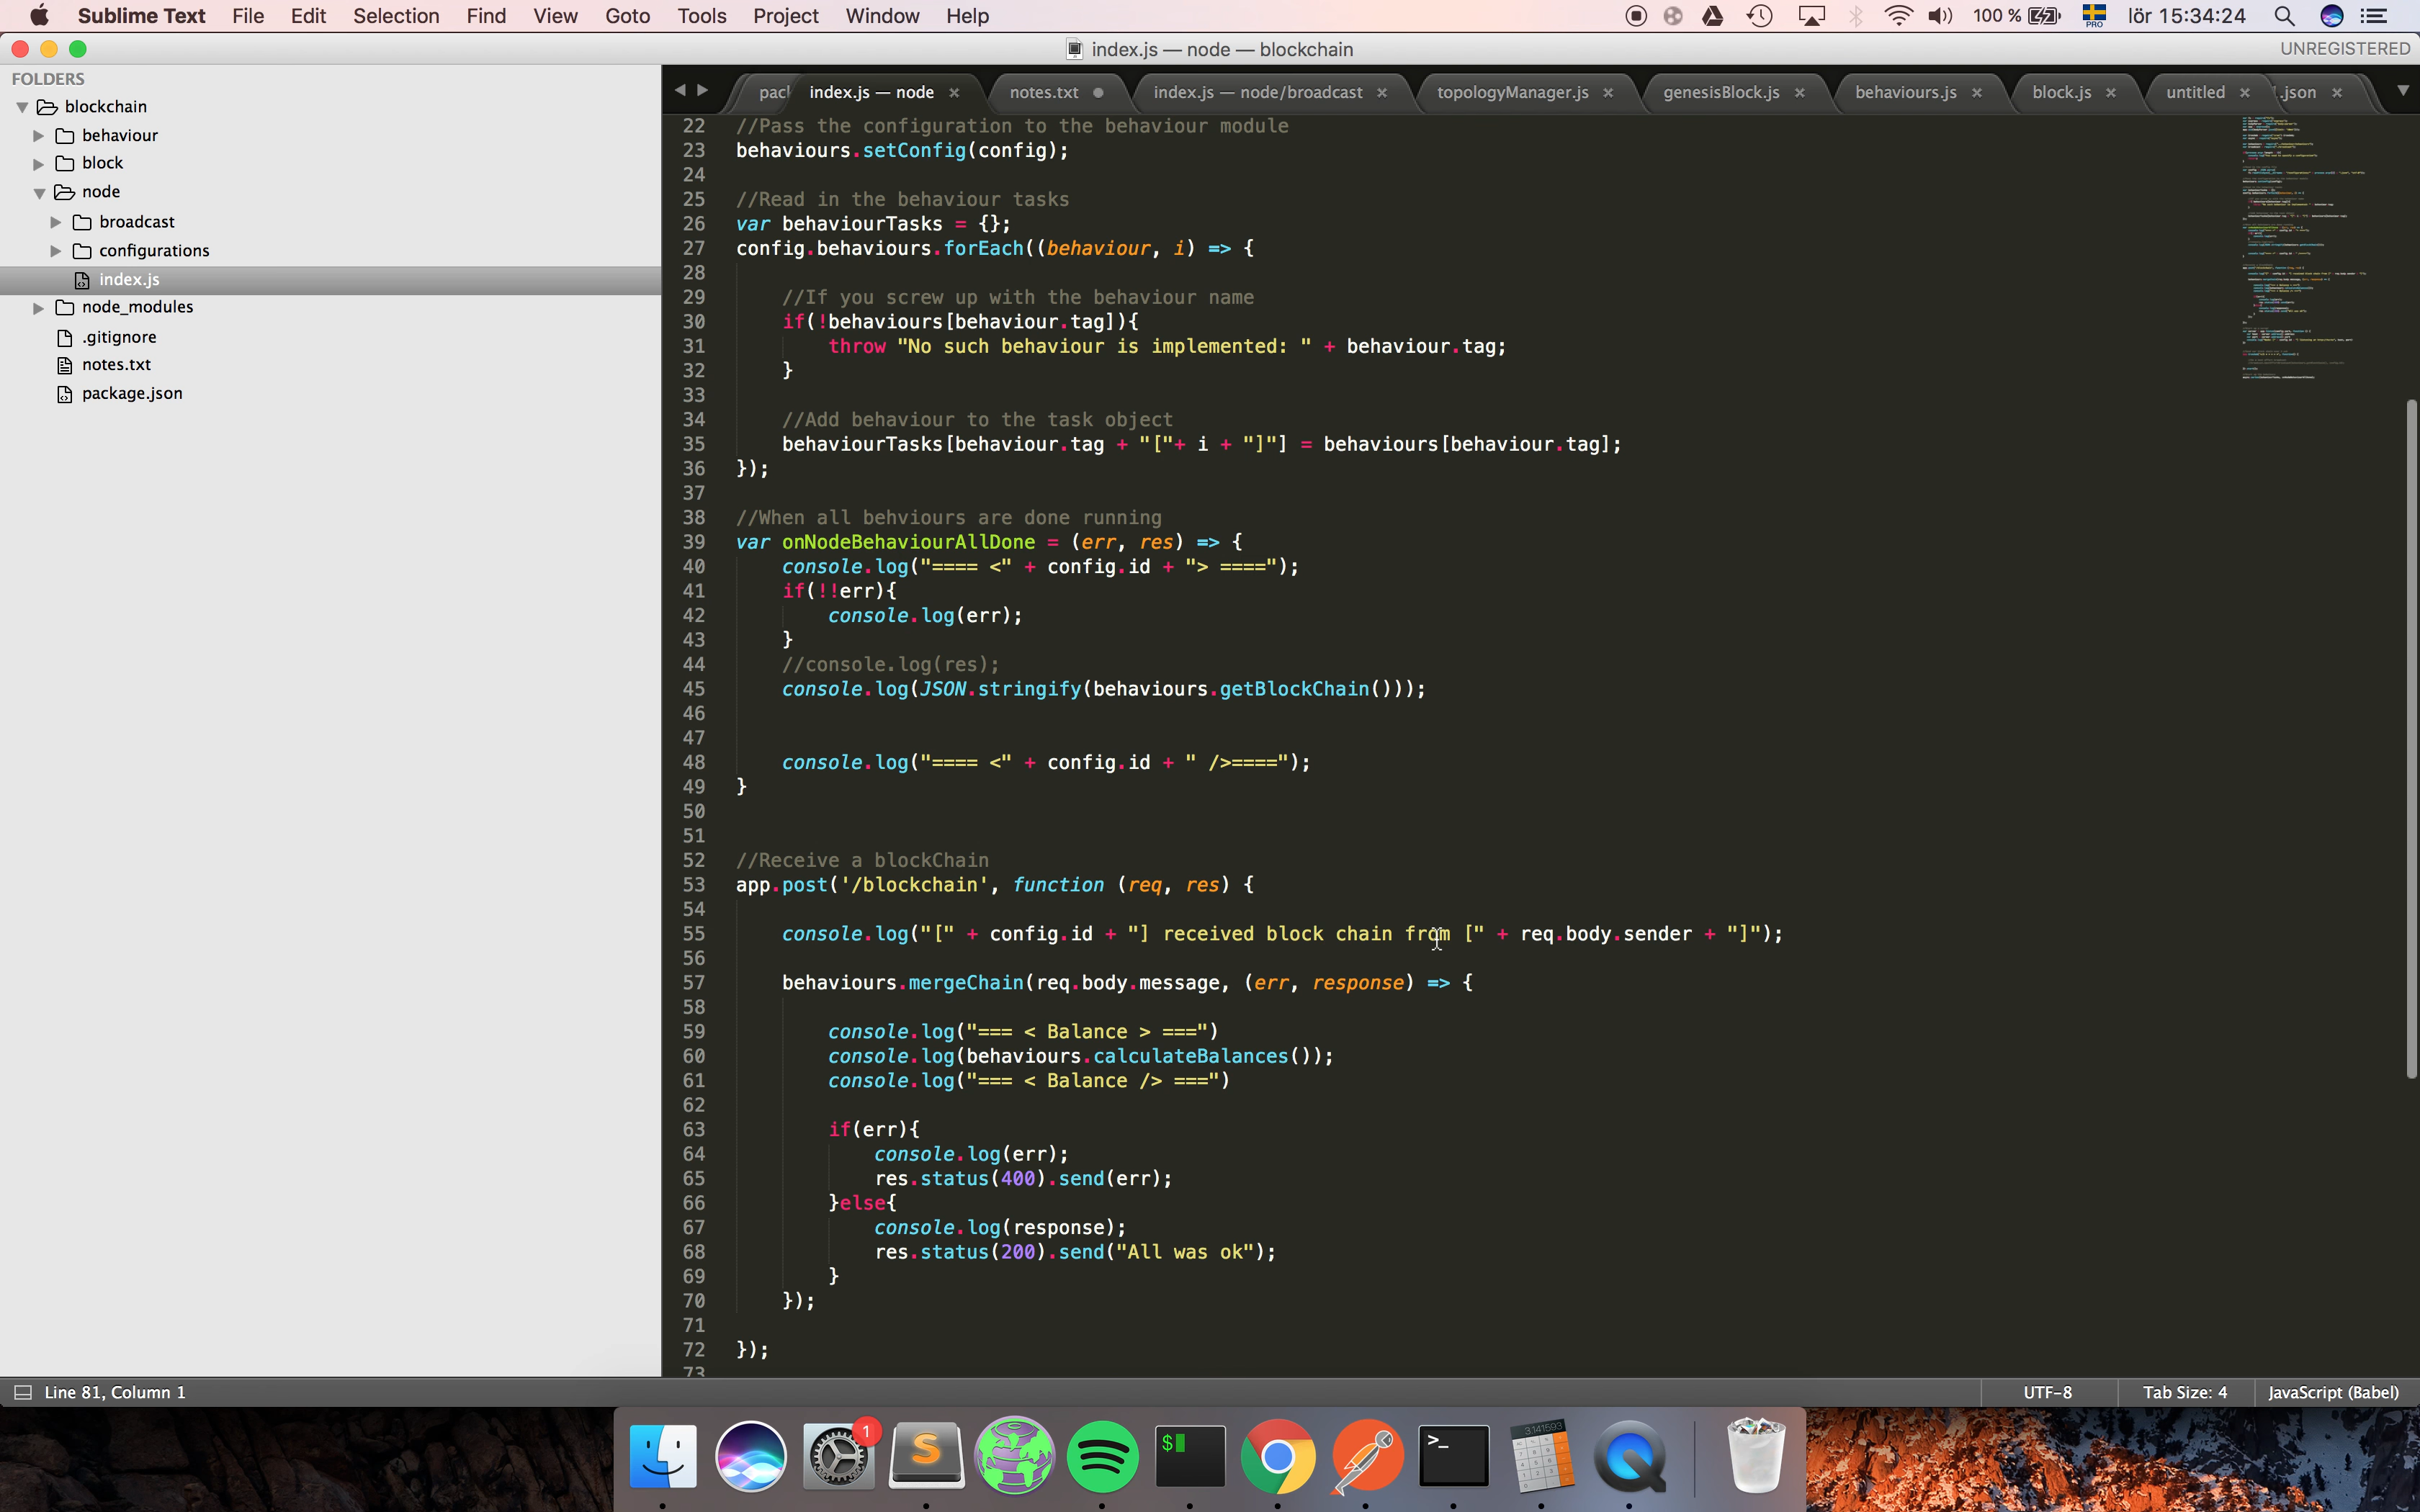 Sublime Text File Edit Selection Find View Goto Tools Project Window Help 100 % PRO lör 15:34:24
index.js — node — blockchain UNREGISTERED
FOLDERS
blockchain
behaviour
block
node
broadcast
configurations
index.js
node_modules
.gitignore
notes.txt
package.json
pack index.js — node notes.txt index.js — node/broadcast topologyManager.js genesisBlock.js behaviours.js block.js untitled .json
22 //Pass the configuration to the behaviour module
23 behaviours.setConfig(config);
24
25 //Read in the behaviour tasks
26 var behaviourTasks = {};
27 config.behaviours.forEach((behaviour, i) => {
28
29 //If you screw up with the behaviour name
30 if(!behaviours[behaviour.tag]){
31 throw "No such behaviour is implemented: " + behaviour.tag;
32 }
33
34 //Add behaviour to the task object
35 behaviourTasks[behaviour.tag + "["+ i + "]"] = behaviours[behaviour.tag];
36 });
37
38 //When all behviours are done running
39 var onNodeBehaviourAllDone = (err, res) => {
40 console.log("==== <" + config.id + "> ====");
41 if(!!err){
42 console.log(err);
43 }
44 //console.log(res);
45 console.log(JSON.stringify(behaviours.getBlockChain()));
46
47
48 console.log("==== <" + config.id + " />====");
49 }
50
51
52 //Receive a blockChain
53 app.post('/blockchain', function (req, res) {
54
55 console.log("[" + config.id + "] received block chain from [" + req.body.sender + "]");
56
57 behaviours.mergeChain(req.body.message, (err, response) => {
58
59 console.log("=== < Balance > ===")
60 console.log(behaviours.calculateBalances());
61 console.log("=== < Balance /> ===")
62
63 if(err){
64 console.log(err);
65 res.status(400).send(err);
66 }else{
67 console.log(response);
68 res.status(200).send("All was ok");
69 }
70 });
71
72 });
73
Line 81, Column 1 UTF-8 Tab Size: 4 JavaScript (Babel)
1
S
$
>_
3.141593